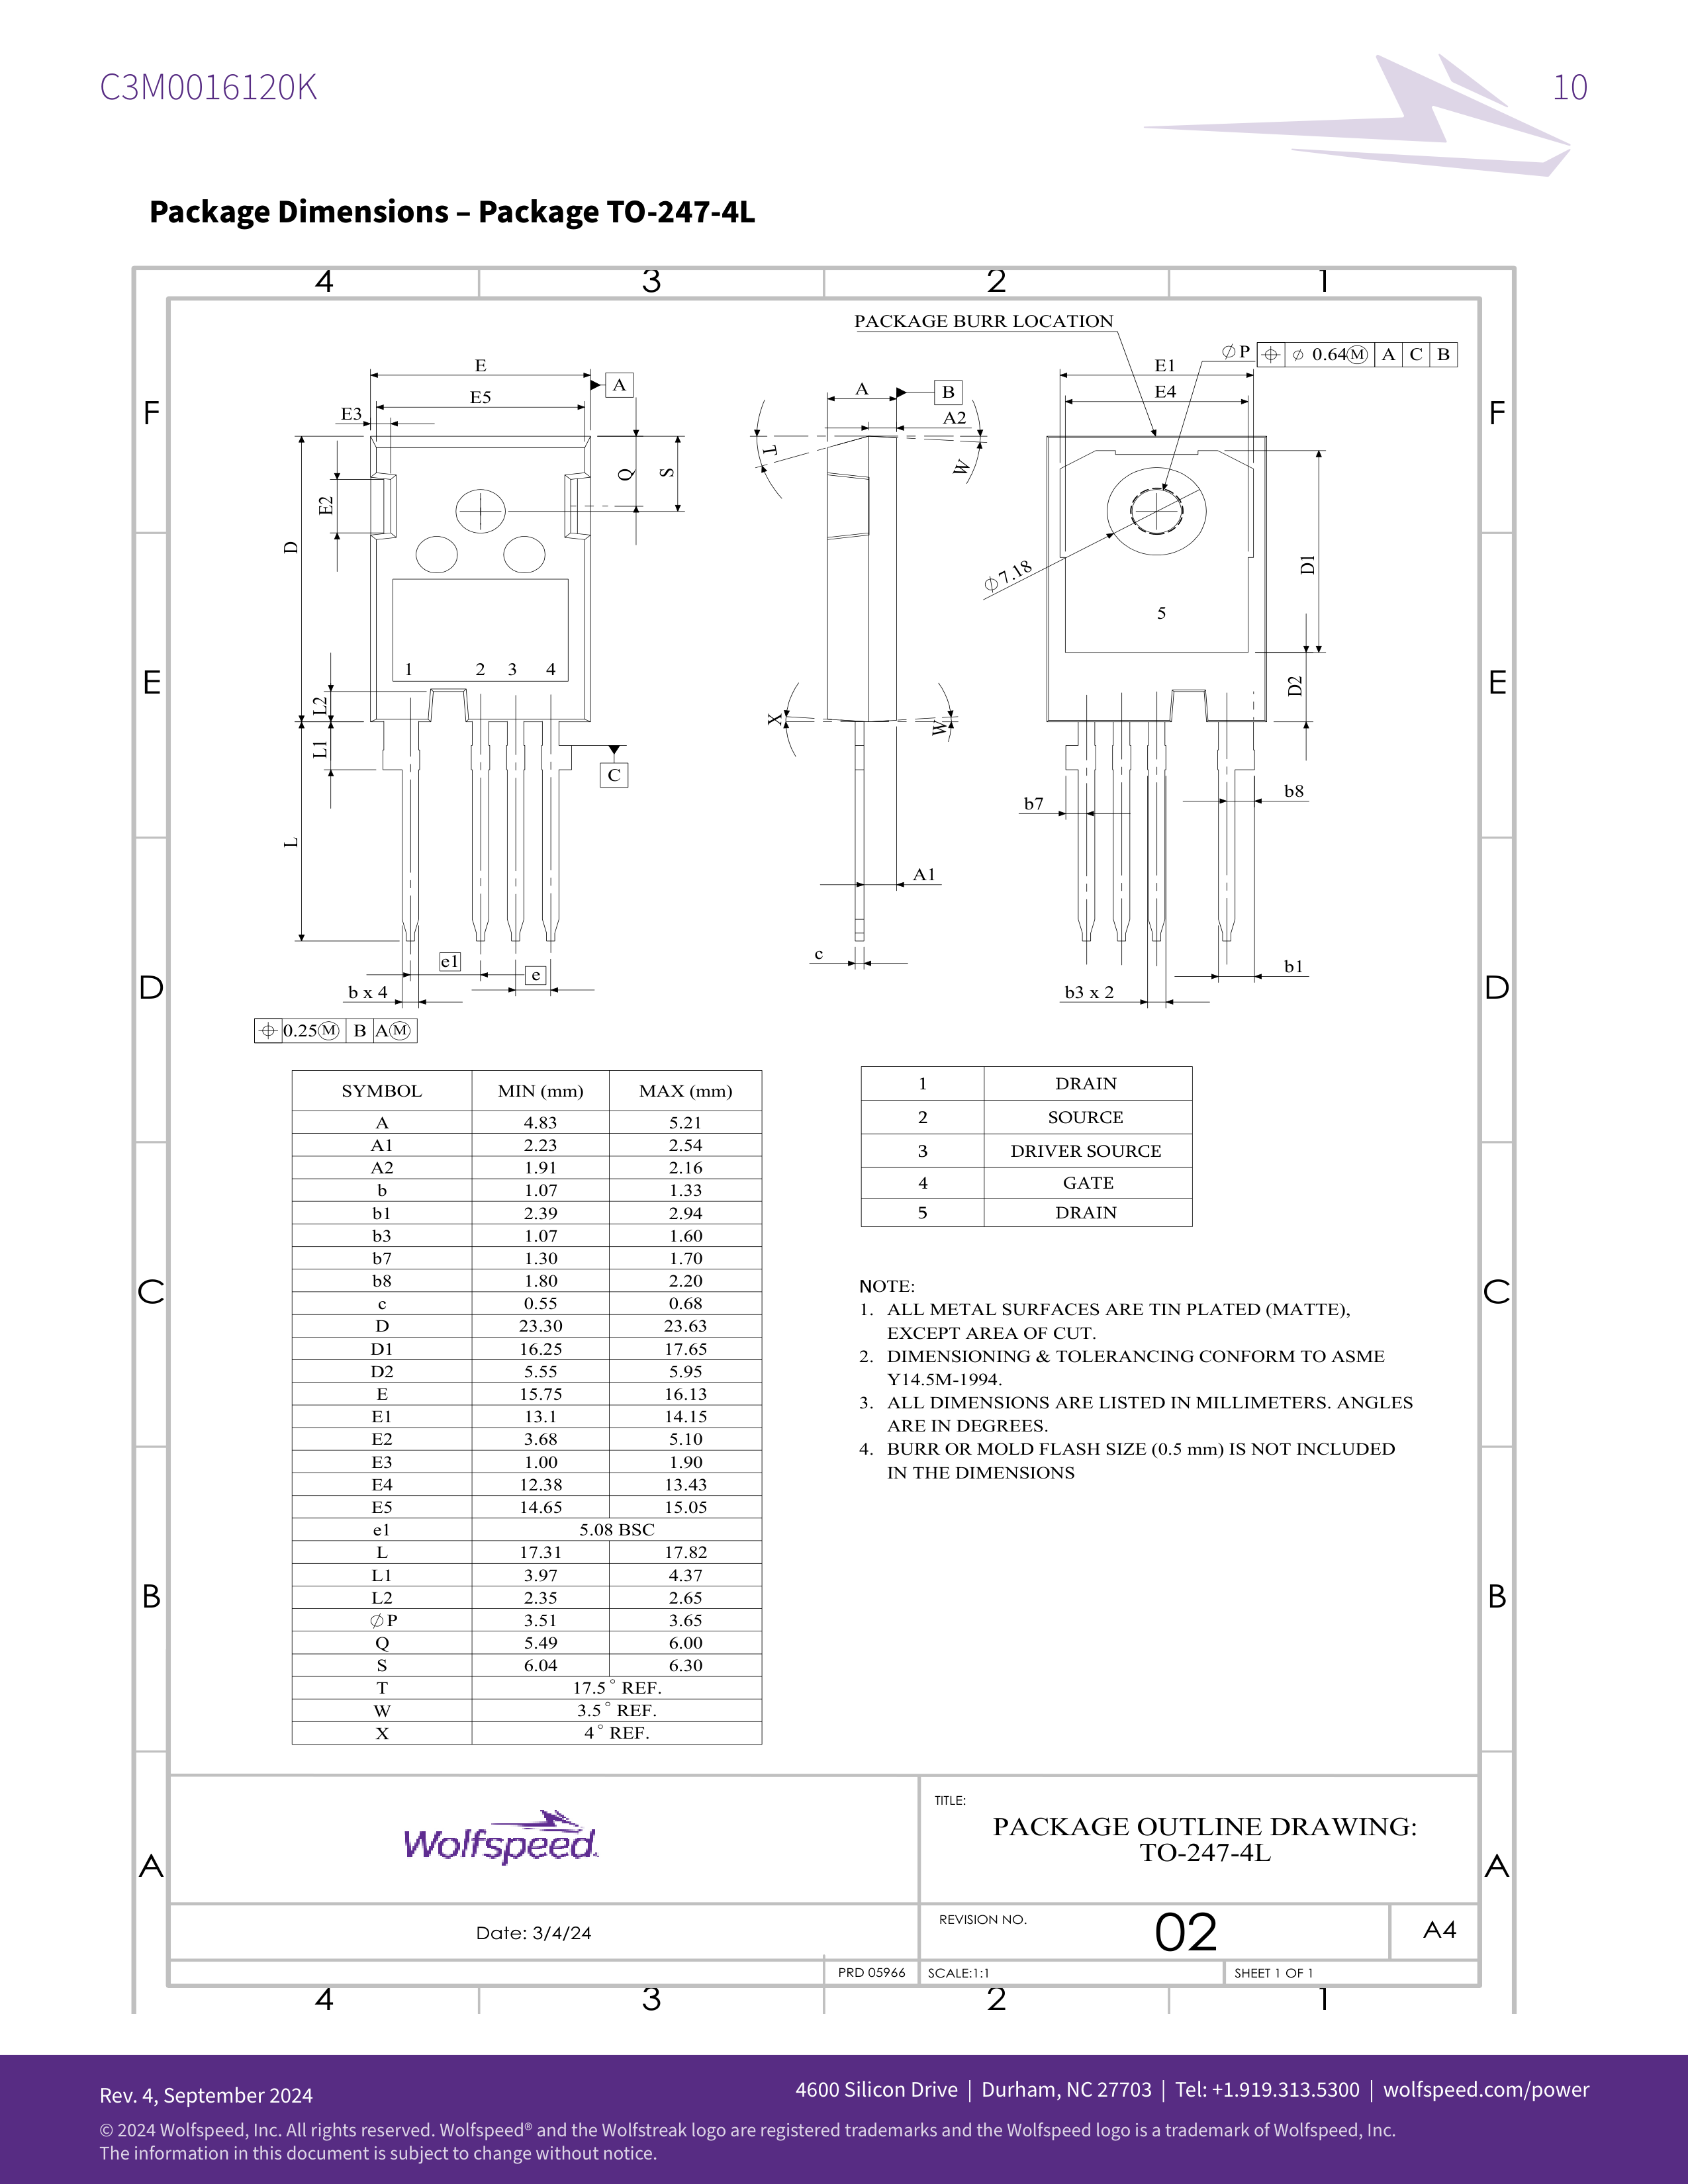 C3M0016120K
10
Package Dimensions – Package TO-247-4L
4 3 2 1
PACKAGE BURR LOCATION
∅P ⌖ ⌀ 0.64Ⓜ A C B
E
A
E5
E3
A
B
A2
E1
E4
F
F
T
W
Q
S
E2
D
D1
∅7.18
5
1 2 3 4
E
E
L2
D2
X
W
L1
C
b7
b8
L
A1
D
D
e1
e
c
b1
b x 4
b3 x 2
⌖ 0.25Ⓜ B AⓂ
SYMBOL MIN (mm) MAX (mm)
A 4.83 5.21
A1 2.23 2.54
A2 1.91 2.16
b 1.07 1.33
b1 2.39 2.94
b3 1.07 1.60
b7 1.30 1.70
b8 1.80 2.20
c 0.55 0.68
D 23.30 23.63
D1 16.25 17.65
D2 5.55 5.95
E 15.75 16.13
E1 13.1 14.15
E2 3.68 5.10
E3 1.00 1.90
E4 12.38 13.43
E5 14.65 15.05
e1 5.08 BSC
L 17.31 17.82
L1 3.97 4.37
L2 2.35 2.65
∅P 3.51 3.65
Q 5.49 6.00
S 6.04 6.30
T 17.5° REF.
W 3.5° REF.
X 4° REF.
1 DRAIN
2 SOURCE
3 DRIVER SOURCE
4 GATE
5 DRAIN
C
C
NOTE:
1. ALL METAL SURFACES ARE TIN PLATED (MATTE),
EXCEPT AREA OF CUT.
2. DIMENSIONING & TOLERANCING CONFORM TO ASME
Y14.5M-1994.
3. ALL DIMENSIONS ARE LISTED IN MILLIMETERS. ANGLES
ARE IN DEGREES.
4. BURR OR MOLD FLASH SIZE (0.5 mm) IS NOT INCLUDED
IN THE DIMENSIONS
B
B
A
A
Wolfspeed.
TITLE:
PACKAGE OUTLINE DRAWING:
TO-247-4L
Date: 3/4/24
REVISION NO. 02 A4
PRD 05966 SCALE:1:1 SHEET 1 OF 1
4 3 2 1
Rev. 4, September 2024
4600 Silicon Drive | Durham, NC 27703 | Tel: +1.919.313.5300 | wolfspeed.com/power
© 2024 Wolfspeed, Inc. All rights reserved. Wolfspeed® and the Wolfstreak logo are registered trademarks and the Wolfspeed logo is a trademark of Wolfspeed, Inc.
The information in this document is subject to change without notice.